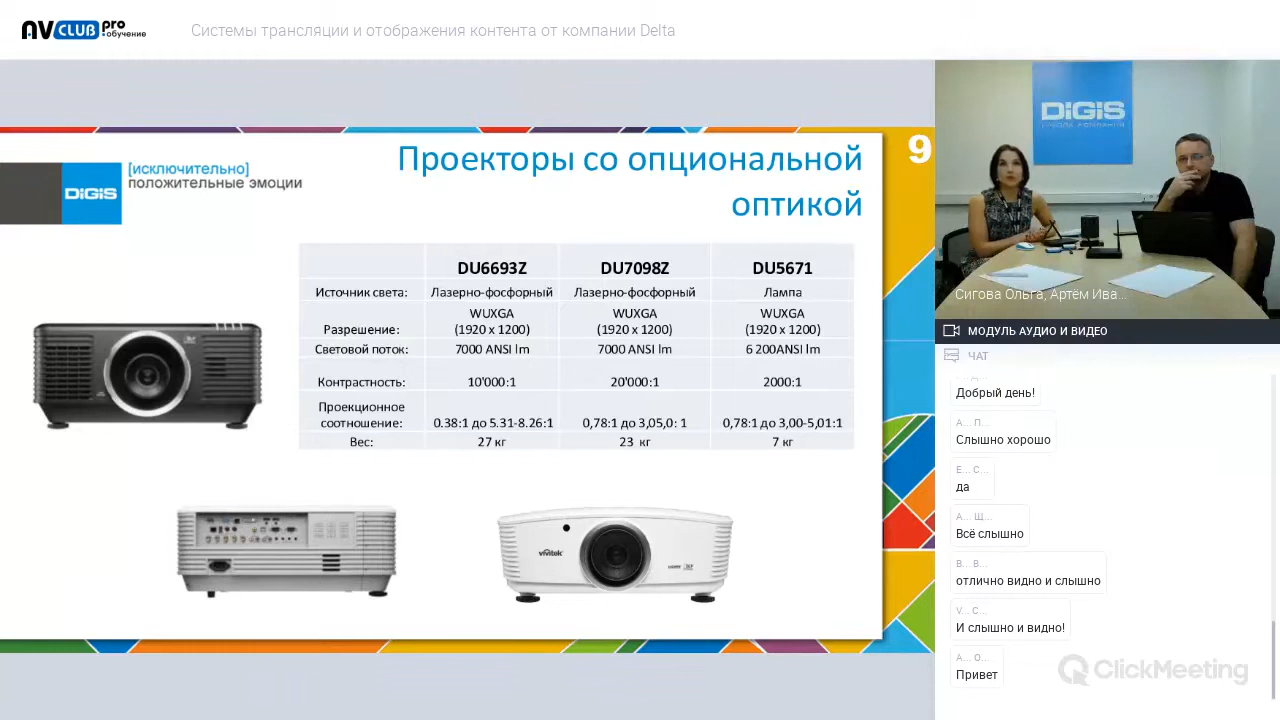 AVCLUBpro
•обучение
Системы трансляции и отображения контента от компании Delta
DiGiS
[исключительно]
положительные эмоции
Проекторы со опциональной
оптикой
9
DU6693Z DU7098Z DU5671
Источник света: Лазерно-фосфорный Лазерно-фосфорный Лампа
WUXGA WUXGA WUXGA
Разрешение: (1920 x 1200) (1920 x 1200) (1920 x 1200)
Световой поток: 7000 ANSI lm 7000 ANSI lm 6 200ANSI lm
Контрастность: 10'000:1 20'000:1 2000:1
Проекционное
соотношение: 0.38:1 до 5.31-8.26:1 0,78:1 до 3,05,0: 1 0,78:1 до 3,00-5,01:1
Вес: 27 кг 23 кг 7 кг
vivitek
DiGiS
Сигова Ольга, Артём Ива...
МОДУЛЬ АУДИО И ВИДЕО
ЧАТ
Добрый день!
А... П...
Слышно хорошо
Е... С...
да
А... Щ...
Всё слышно
В... В...
отлично видно и слышно
V... C...
И слышно и видно!
А... О...
Привет
ClickMeeting